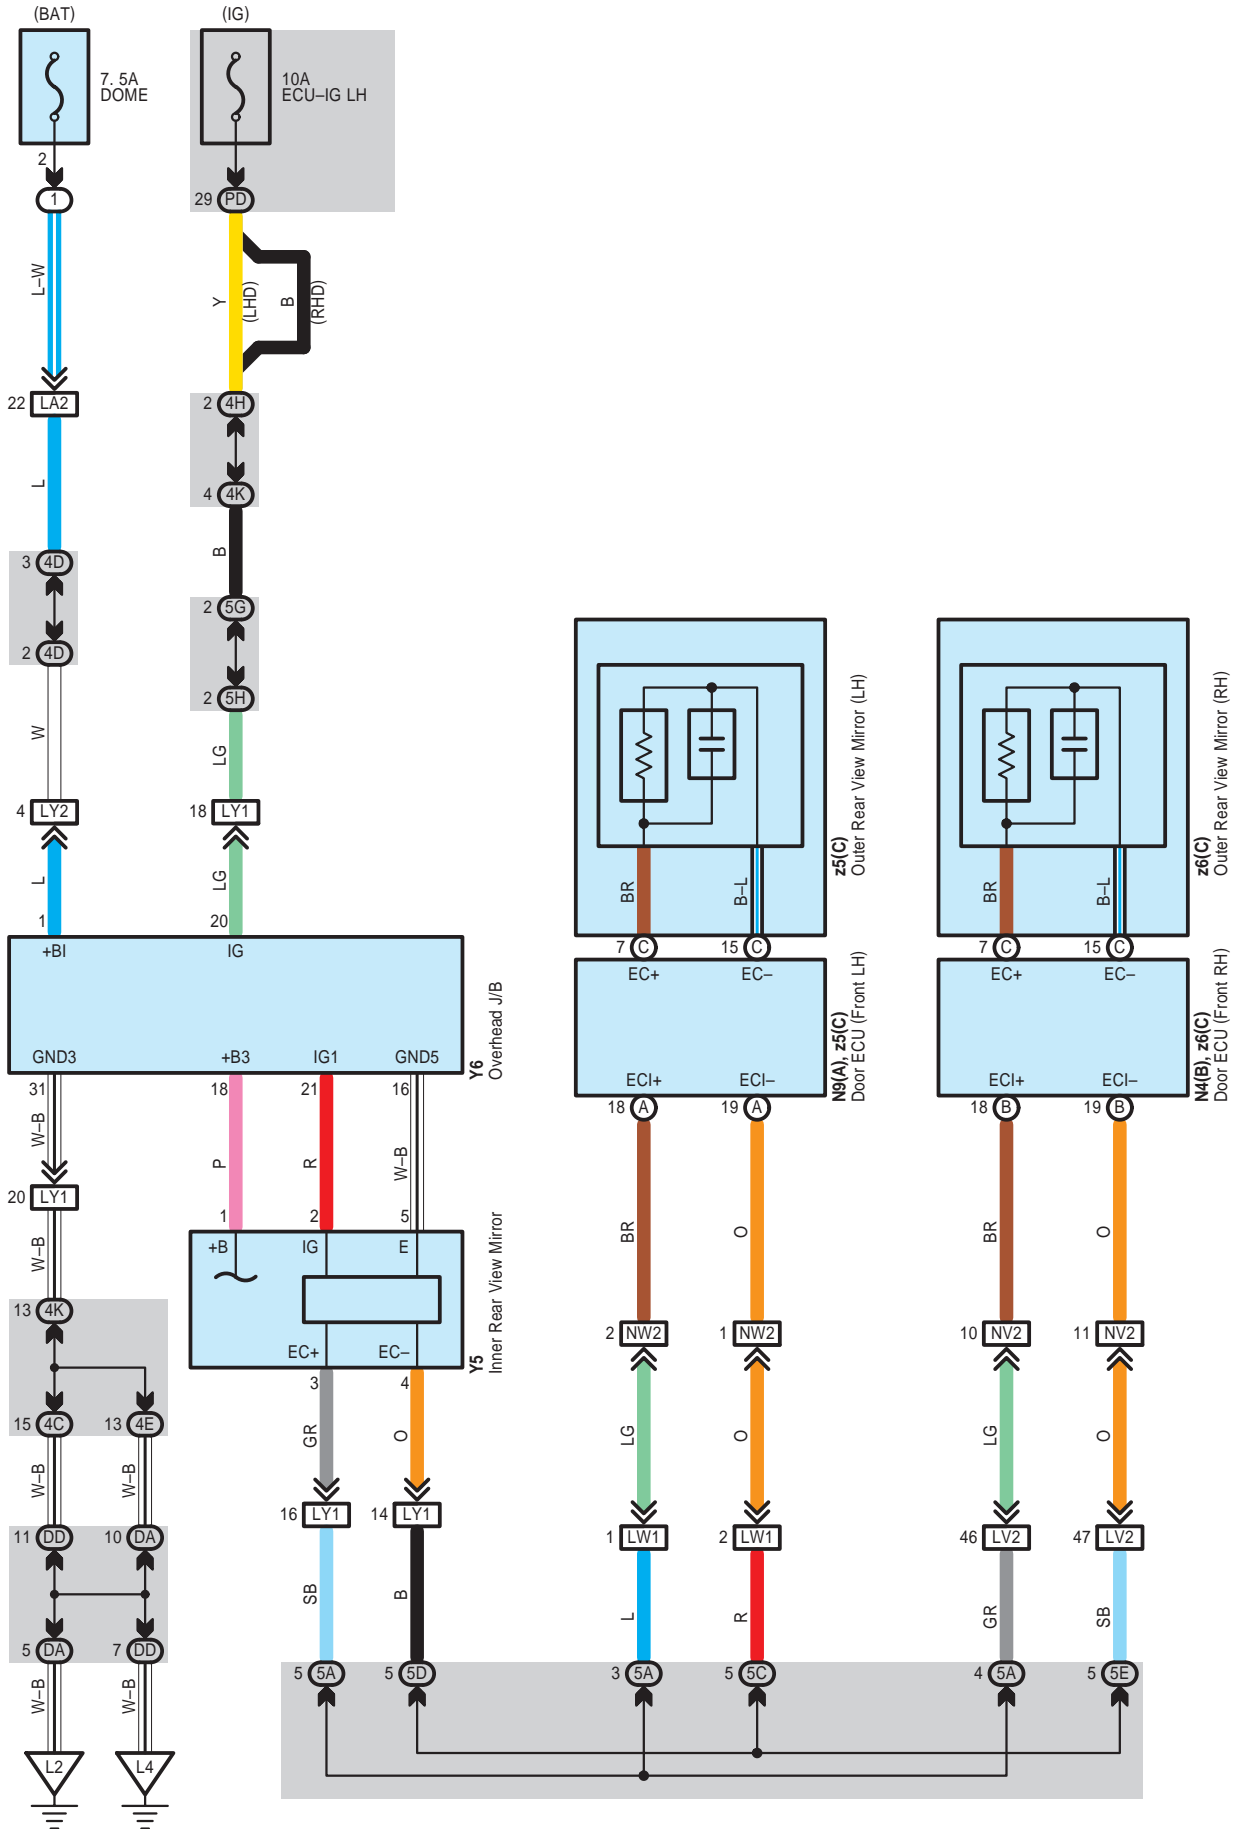 (BAT)
(IG)
7. 5A
DOME
10A
ECU–IG LH
2
1
29 PD
L–W
Y
(LHD)
B
(RHD)
22 LA2
2 4H
L
4 4K
3 4D
B
2 5G
2 4D
2 5H
W
LG
4 LY2
18 LY1
L
LG
1
20
+BI
IG
Y6
Overhead J/B
GND3
+B3
IG1
GND5
31
18
21
16
W–B
P
R
W–B
20 LY1
1
2
5
W–B
+B
IG
E
Y5
Inner Rear View Mirror
EC+
EC–
3
4
13 4K
GR
O
15 4C
13 4E
W–B
W–B
16 LY1
14 LY1
11 DD
10 DA
SB
B
5 DA
7 DD
W–B
W–B
L2
L4
5 5A
5 5D
z5(C)
Outer Rear View Mirror (LH)
BR
B–L
7 C
15 C
EC+
EC–
N9(A), z5(C)
Door ECU (Front LH)
ECI+
ECI–
18 A
19 A
BR
O
2 NW2
1 NW2
LG
O
1 LW1
2 LW1
L
R
3 5A
5 5C
z6(C)
Outer Rear View Mirror (RH)
BR
B–L
7 C
15 C
EC+
EC–
N4(B), z6(C)
Door ECU (Front RH)
ECI+
ECI–
18 B
19 B
BR
O
10 NV2
11 NV2
LG
O
46 LV2
47 LV2
GR
SB
4 5A
5 5E